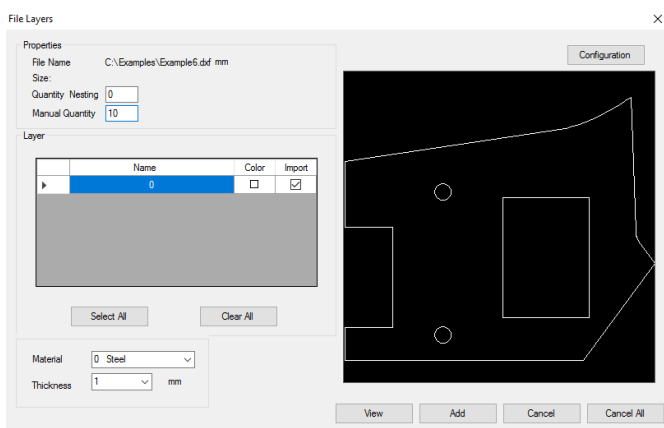 File Layers
Properties
Configuration
File Name C:\Examples\Example6.dxf mm
Size:
Quantity Nesting 0
Manual Quantity 10
Layer
Name Color Import
0
Select All Clear All
Material 0 Steel
Thickness 1 mm
View Add Cancel Cancel All